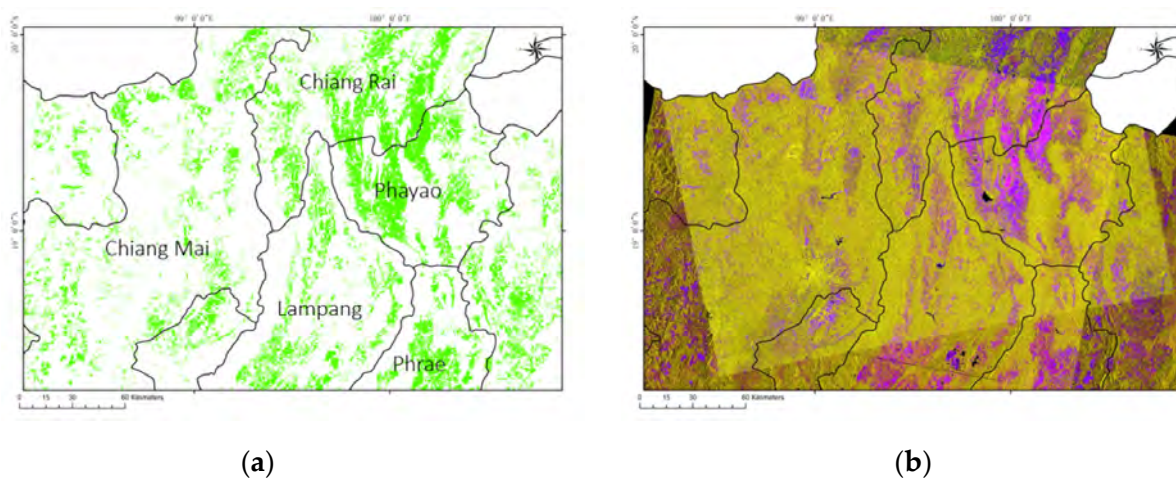 99° 0'0"E 100° 0'0"E
99° 0'0"E 100° 0'0"E
20° 0'0"N
20° 0'0"N
Chiang Rai
Phayao
19° 0'0"N
19° 0'0"N
Chiang Mai
Lampang
Phrae
0 15 30 60 Kilometers
0 15 30 60 Kilometers
(a)
(b)